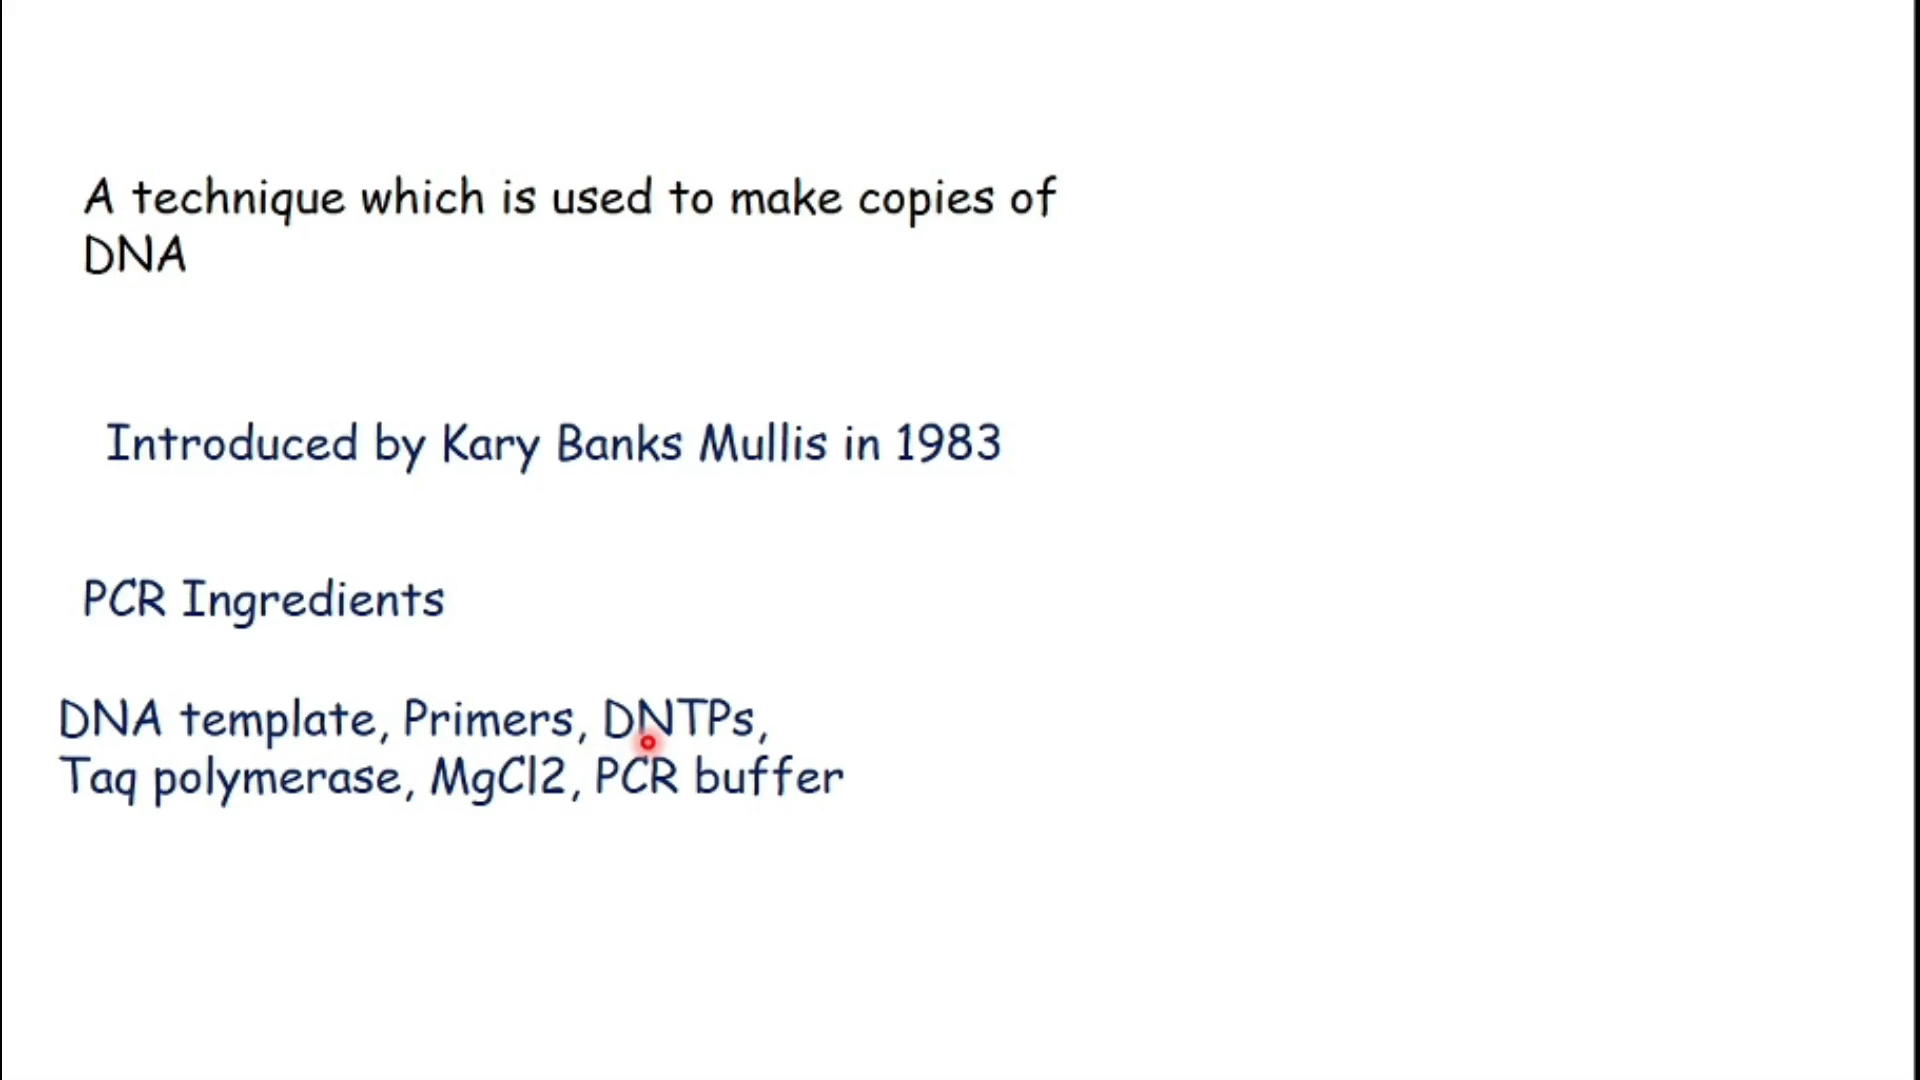 A technique which is used to make copies of
DNA
Introduced by Kary Banks Mullis in 1983
PCR Ingredients
DNA template, Primers, DNTPs,
Taq polymerase, MgCl2, PCR buffer